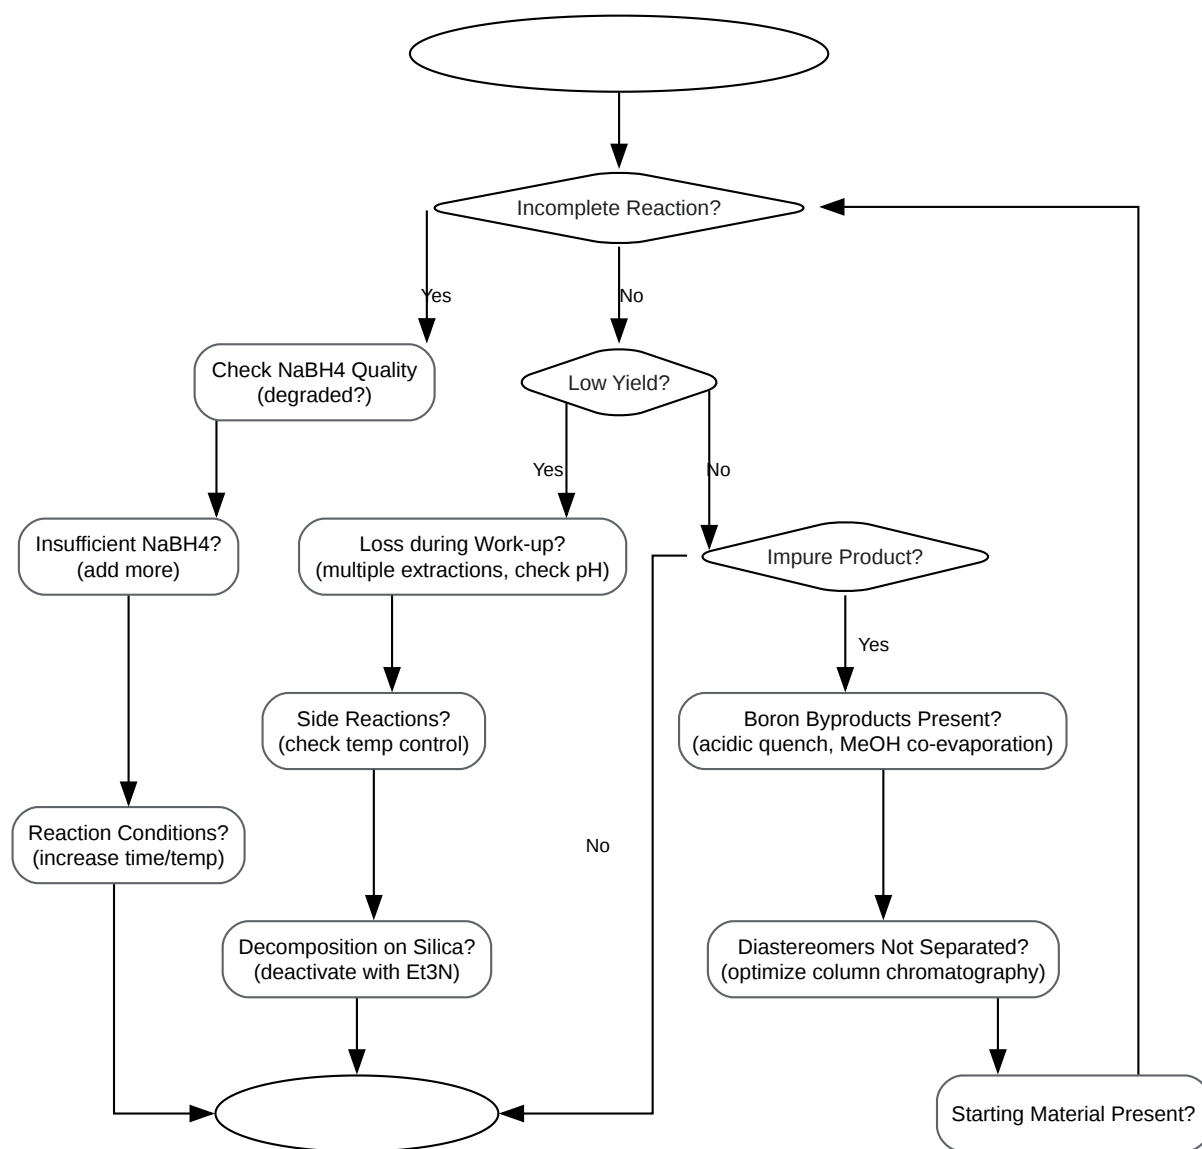 Incomplete Reaction?
Yes
No
Check NaBH4 Quality
(degraded?)
Low Yield?
Yes
No
Insufficient NaBH4?
(add more)
Loss during Work-up?
(multiple extractions, check pH)
Impure Product?
Yes
Side Reactions?
(check temp control)
Boron Byproducts Present?
(acidic quench, MeOH co-evaporation)
Reaction Conditions?
(increase time/temp)
No
Decomposition on Silica?
(deactivate with Et3N)
Diastereomers Not Separated?
(optimize column chromatography)
Starting Material Present?